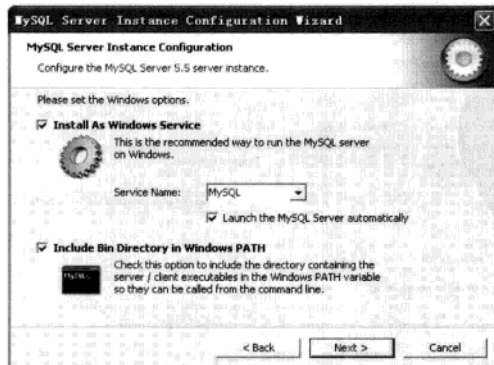 MySQL Server Instance Configuration Wizard
MySQL Server Instance Configuration
Configure the MySQL Server 5.5 server instance.
Please set the Windows options.
Install As Windows Service
This is the recommended way to run the MySQL server
on Windows.
Service Name: MySQL
Launch the MySQL Server automatically
Include Bin Directory in Windows PATH
Check this option to include the directory containing the
server / client executables in the Windows PATH variable
so they can be called from the command line.
< Back Next > Cancel